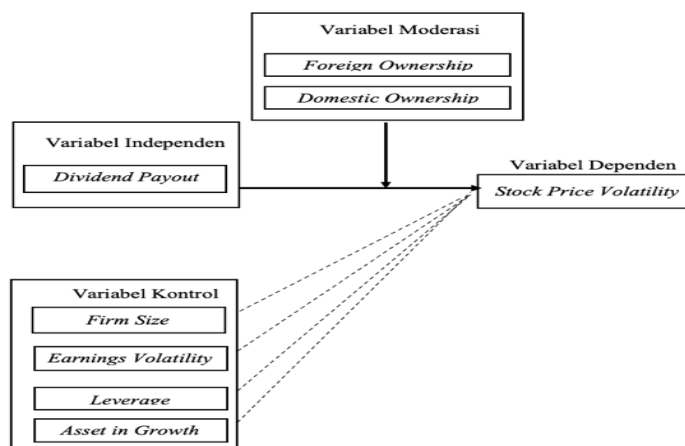 Variabel Moderasi
Foreign Ownership
Domestic Ownership
Variabel Independen
Dividend Payout
Variabel Dependen
Stock Price Volatility
Variabel Kontrol
Firm Size
Earnings Volatility
Leverage
Asset in Growth